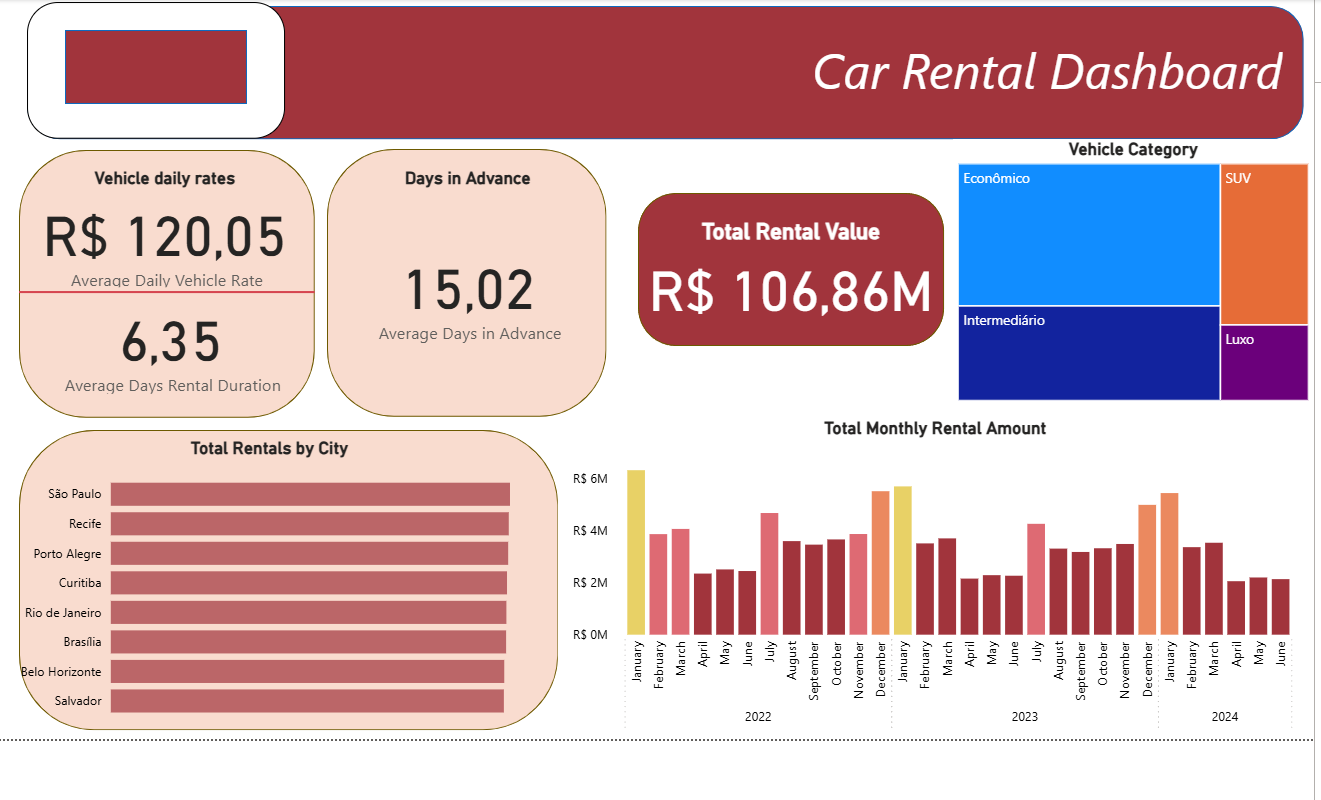 Car Rental Dashboard
Vehicle daily rates
R$ 120,05
Average Daily Vehicle Rate
6,35
Average Days Rental Duration
Days in Advance
15,02
Average Days in Advance
Total Rental Value
R$ 106,86M
Vehicle Category
Econômico
SUV
Intermediário
Luxo
Total Rentals by City
São Paulo
Recife
Porto Alegre
Curitiba
Rio de Janeiro
Brasília
Belo Horizonte
Salvador
Total Monthly Rental Amount
R$ 6M
R$ 4M
R$ 2M
R$ 0M
January
February
March
April
May
June
July
August
September
October
November
December
January
February
March
April
May
June
July
August
September
October
November
December
January
February
March
April
May
June
2022
2023
2024